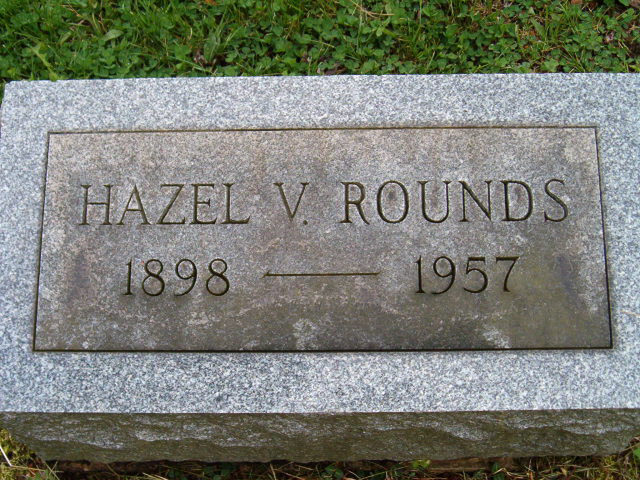 HAZEL V. ROUNDS
1898 — 1957